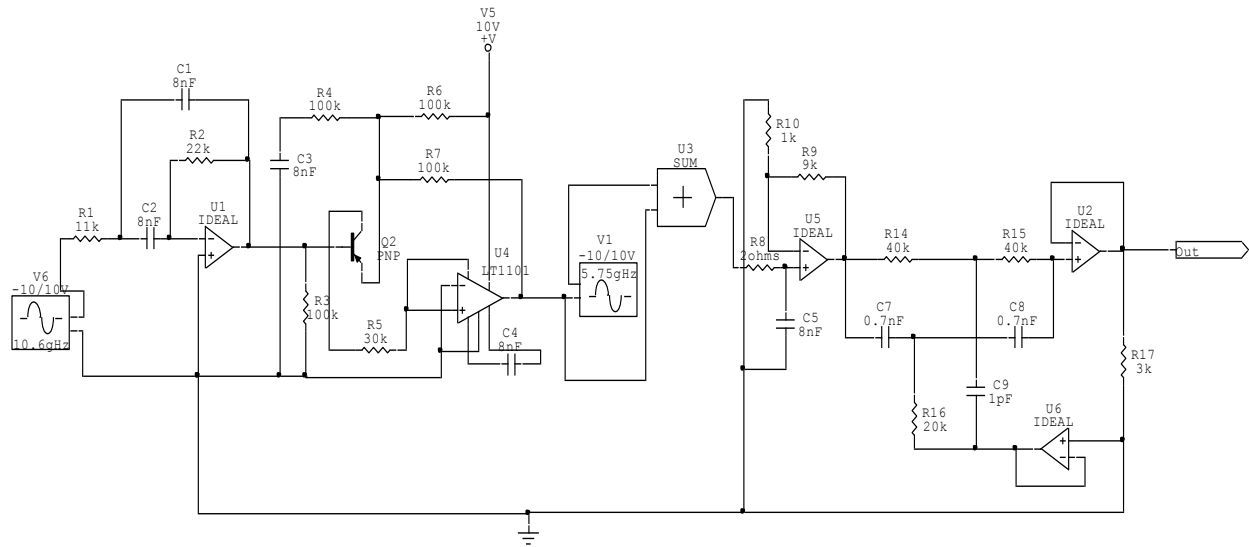 V5
10V
+V
C1
8nF
R4
100k
R6
100k
R2
22k
C3
8nF
R7
100k
R10
1k
U3
SUM
R9
9k
R1
11k
C2
8nF
U1
IDEAL
Q2
PNP
U4
LT1101
V1
-10/10V
5.75gHz
R8
2ohms
U5
IDEAL
R14
40k
R15
40k
U2
IDEAL
Out
V6
-10/10V
10.6gHz
R3
100k
R5
30k
C4
8nF
C5
8nF
C7
0.7nF
C8
0.7nF
R17
3k
C9
1pF
R16
20k
U6
IDEAL